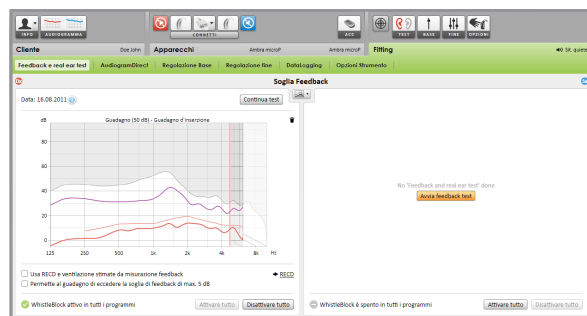 INFO AUDIOGRAMMA CONNETTI ACC TEST BASE FINE OPZIONI
Cliente Doe John Apparecchi Ambra microP Ambra microP Fitting Sit. quiete
Feedback e real ear test AudiogramDirect Regolazione Base Regolazione fine DataLogging Opzioni Strumento
Soglia Feedback
Data: 16.08.2011 Continua test
dB Guadagno (50 dB) - Guadagno d'Inserzione
80
60
40
20
0
125 250 500 1k 2k 4k 8k Hz
No 'Feedback and real ear test' done
Avvia feedback test
Usa RECD e ventilazione stimate da misurazione feedback RECD
Permette al guadagno di eccedere la soglia di feedback di max. 5 dB
WhistleBlock attivo in tutti i programmi Attivare tutto Disattivare tutto
WhistleBlock è spento in tutti i programmi Attivare tutto Disattivare tutto